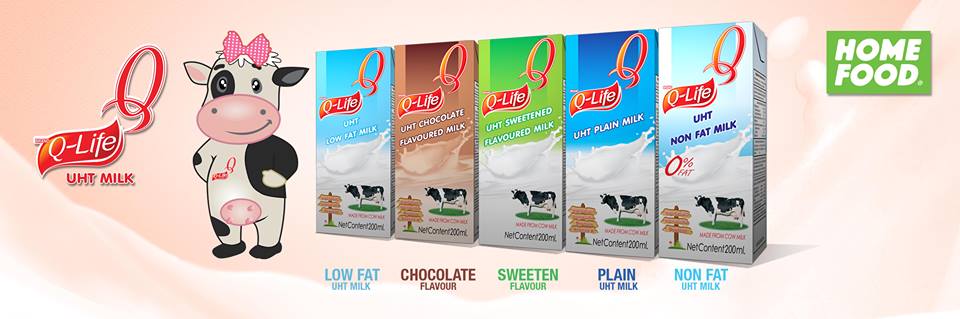 Q
Q-Life
UHT MILK
Q
Q-Life
Q
Q-Life
UHT
LOW FAT MILK
MADE FROM COW MILK
NetContent200ml.
Q
Q-Life
UHT CHOCOLATE
FLAVOURED MILK
MADE FROM COW MILK
NetContent200ml.
Q
Q-Life
UHT SWEETENED
FLAVOURED MILK
MADE FROM COW MILK
NetContent200ml.
Q
Q-Life
UHT PLAIN MILK
MADE FROM COW MILK
NetContent200ml.
Q
Q-Life
UHT
NON FAT MILK
0%
FAT
MADE FROM COW MILK
NetContent200ml.
HOME
FOOD®
LOW FAT
UHT MILK
CHOCOLATE
FLAVOUR
SWEETEN
FLAVOUR
PLAIN
UHT MILK
NON FAT
UHT MILK